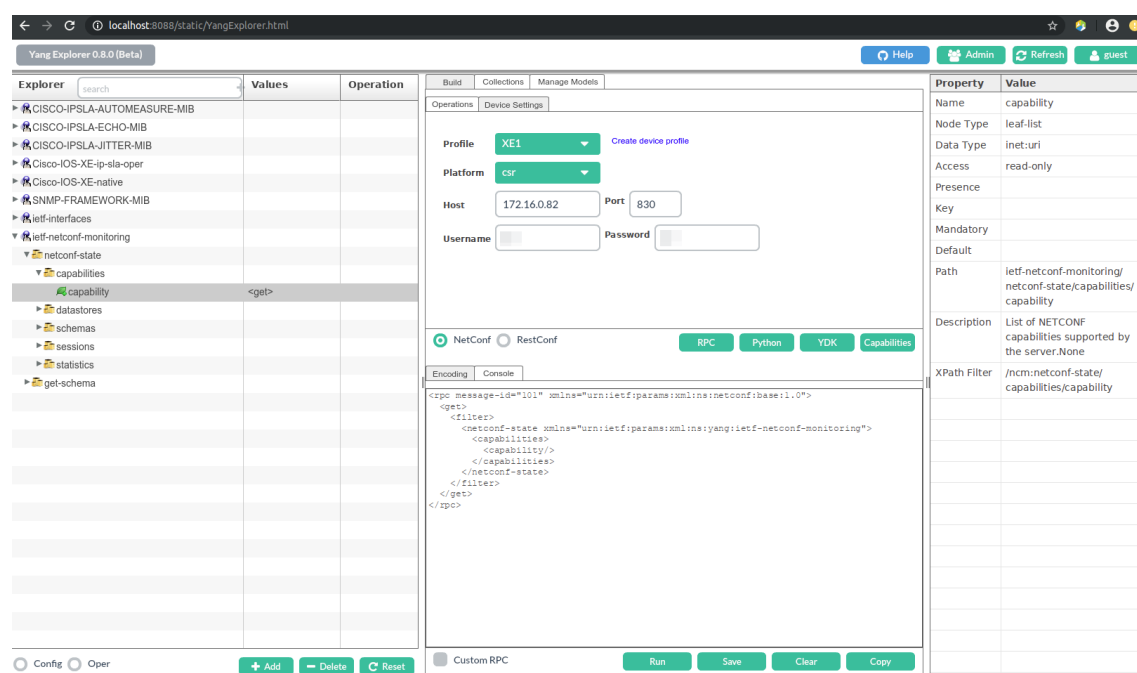 localhost:8088/static/YangExplorer.html
Yang Explorer 0.8.0 (Beta)
Help
Admin
Refresh
guest
Explorer
search
Values
Operation
CISCO-IPSLA-AUTOMEASURE-MIB
CISCO-IPSLA-ECHO-MIB
CISCO-IPSLA-JITTER-MIB
Cisco-IOS-XE-ip-sla-oper
Cisco-IOS-XE-native
SNMP-FRAMEWORK-MIB
ietf-interfaces
ietf-netconf-monitoring
netconf-state
capabilities
capability <get>
datastores
schemas
sessions
statistics
get-schema
Config
Oper
Add
Delete
Reset
Build
Collections
Manage Models
Operations
Device Settings
Profile
XE1
Create device profile
Platform
csr
Host
172.16.0.82
Port
830
Username
Password
NetConf
RestConf
RPC
Python
YDK
Capabilities
Encoding
Console
<rpc message-id="101" xmlns="urn:ietf:params:xml:ns:netconf:base:1.0">
<get>
<filter>
<netconf-state xmlns="urn:ietf:params:xml:ns:yang:ietf-netconf-monitoring">
<capabilities>
<capability/>
</capabilities>
</netconf-state>
</filter>
</get>
</rpc>
Custom RPC
Run
Save
Clear
Copy
Property Value
Name capability
Node Type leaf-list
Data Type inet:uri
Access read-only
Presence
Key
Mandatory
Default
Path ietf-netconf-monitoring/
netconf-state/capabilities/
capability
Description List of NETCONF
capabilities supported by
the server.None
XPath Filter /ncm:netconf-state/
capabilities/capability